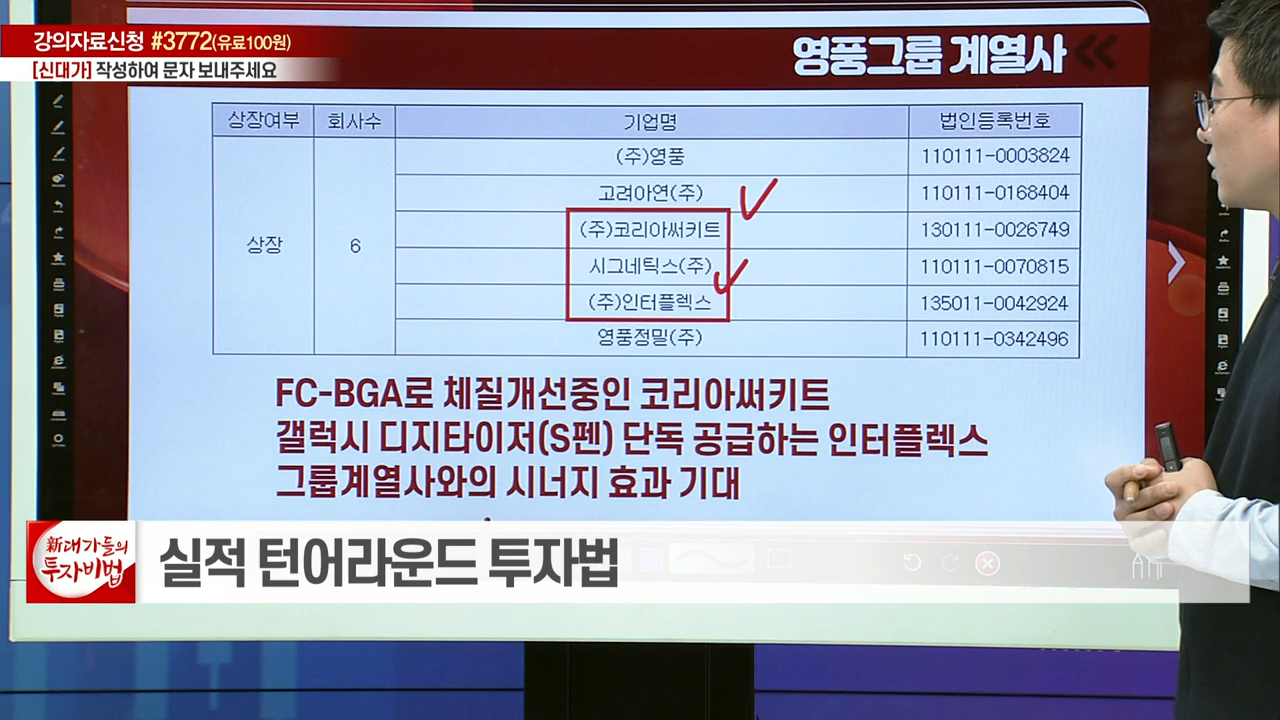 강의자료신청 #3772(유료100원)
[신대가] 작성하여 문자 보내주세요
영풍그룹 계열사
상장여부 회사수 기업명 법인등록번호
(주)영풍 110111-0003824
고려아연(주) 110111-0168404
(주)코리아써키트 130111-0026749
상장 6 시그네틱스(주) 110111-0070815
(주)인터플렉스 135011-0042924
영풍정밀(주) 110111-0342496
FC-BGA로 체질개선중인 코리아써키트
갤럭시 디지타이저(S펜) 단독 공급하는 인터플렉스
그룹계열사와의 시너지 효과 기대
新대가들의
투자비법
실적 턴어라운드 투자법